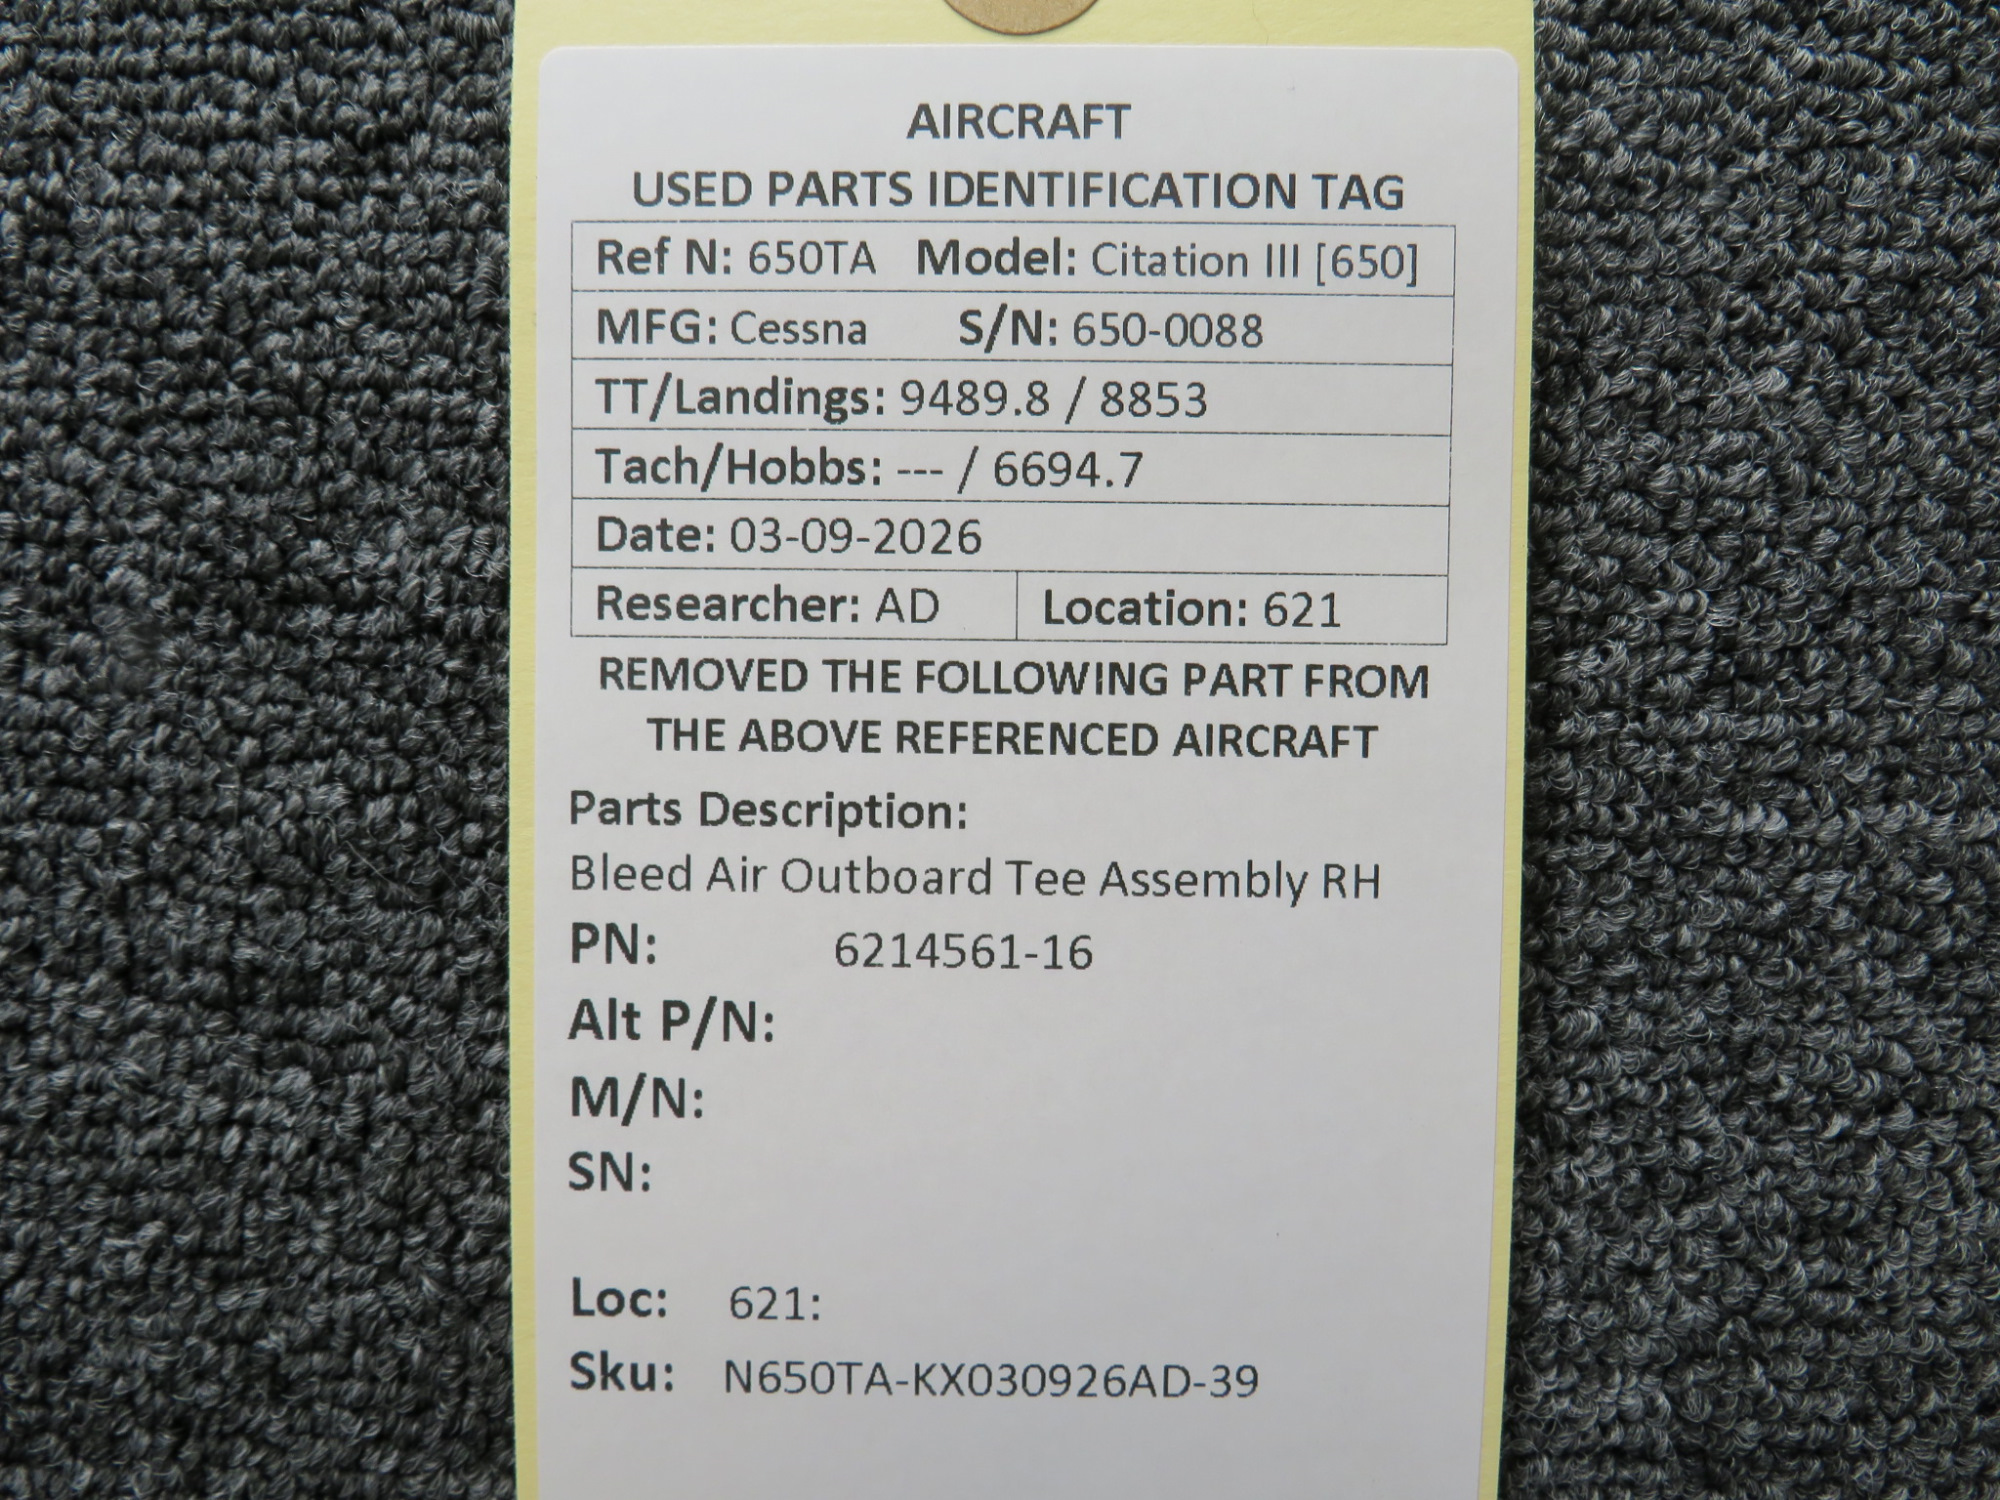 AIRCRAFT
USED PARTS IDENTIFICATION TAG
Ref N: 650TA Model: Citation III [650]
MFG: Cessna S/N: 650-0088
TT/Landings: 9489.8 / 8853
Tach/Hobbs: --- / 6694.7
Date: 03-09-2026
Researcher: AD Location: 621
REMOVED THE FOLLOWING PART FROM
THE ABOVE REFERENCED AIRCRAFT
Parts Description:
Bleed Air Outboard Tee Assembly RH
PN: 6214561-16
Alt P/N:
M/N:
SN:
Loc: 621:
Sku: N650TA-KX030926AD-39